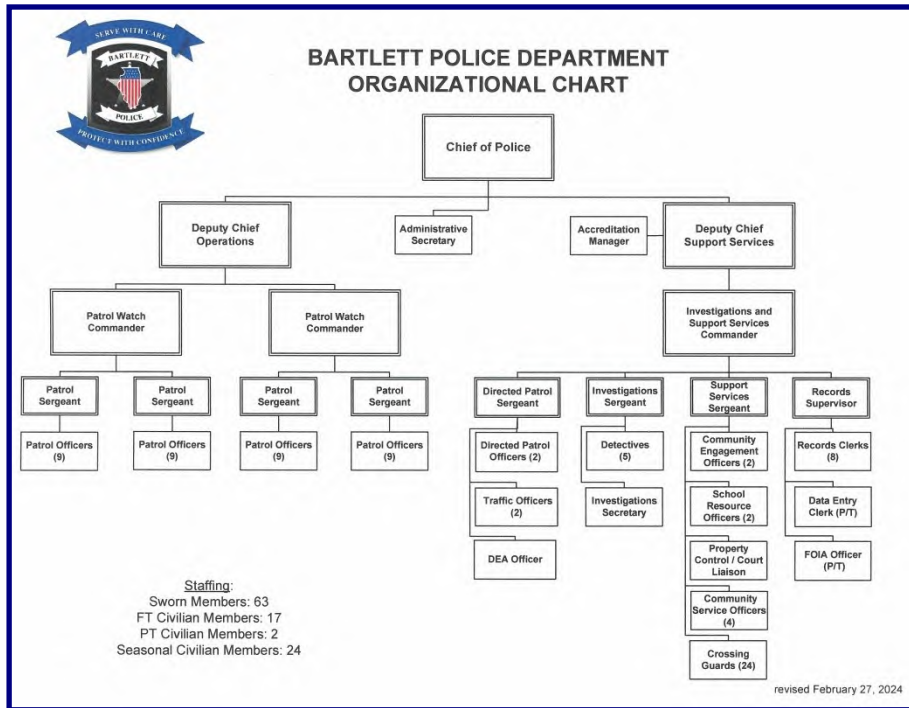 SERVE WITH CARE
BARTLETT
POLICE
PROTECT WITH CONFIDENCE
BARTLETT POLICE DEPARTMENT
ORGANIZATIONAL CHART
Chief of Police
Deputy Chief
Operations
Administrative
Secretary
Accreditation
Manager
Deputy Chief
Support Services
Patrol Watch
Commander
Patrol Watch
Commander
Investigations and
Support Services
Commander
Patrol
Sergeant
Patrol
Sergeant
Patrol
Sergeant
Patrol
Sergeant
Directed Patrol
Sergeant
Investigations
Sergeant
Support
Services
Sergeant
Records
Supervisor
Patrol Officers
(9)
Patrol Officers
(9)
Patrol Officers
(9)
Patrol Officers
(9)
Directed Patrol
Officers (2)
Detectives
(5)
Community
Engagement
Officers (2)
Records Clerks
(8)
Traffic Officers
(2)
Investigations
Secretary
School
Resource
Officers (2)
Data Entry
Clerk (P/T)
DEA Officer
Property
Control / Court
Liaison
FOIA Officer
(P/T)
Community
Service Officers
(4)
Crossing
Guards (24)
Staffing:
Sworn Members: 63
FT Civilian Members: 17
PT Civilian Members: 2
Seasonal Civilian Members: 24
revised February 27, 2024